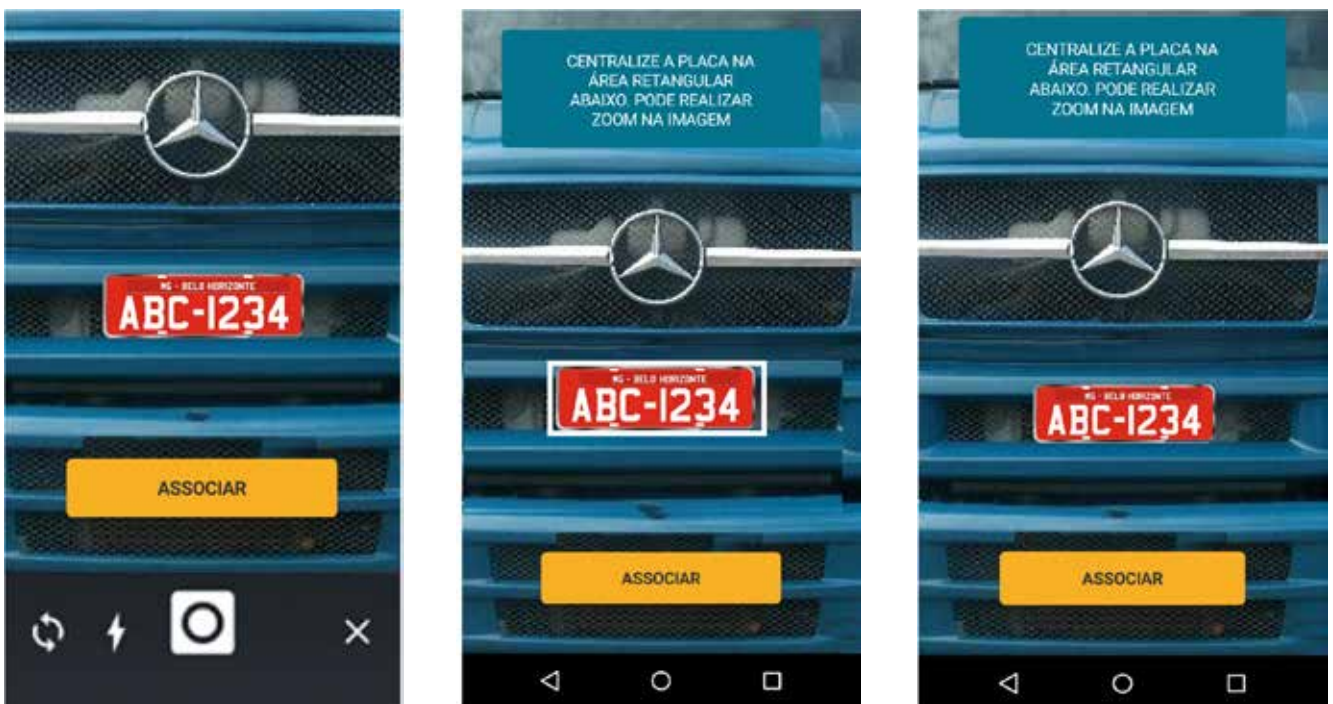 MG - BELO HORIZONTE
ABC-1234
ASSOCIAR
CENTRALIZE A PLACA NA
ÁREA RETANGULAR
ABAIXO. PODE REALIZAR
ZOOM NA IMAGEM
MG - BELO HORIZONTE
ABC-1234
ASSOCIAR
CENTRALIZE A PLACA NA
ÁREA RETANGULAR
ABAIXO. PODE REALIZAR
ZOOM NA IMAGEM
MG - BELO HORIZONTE
ABC-1234
ASSOCIAR